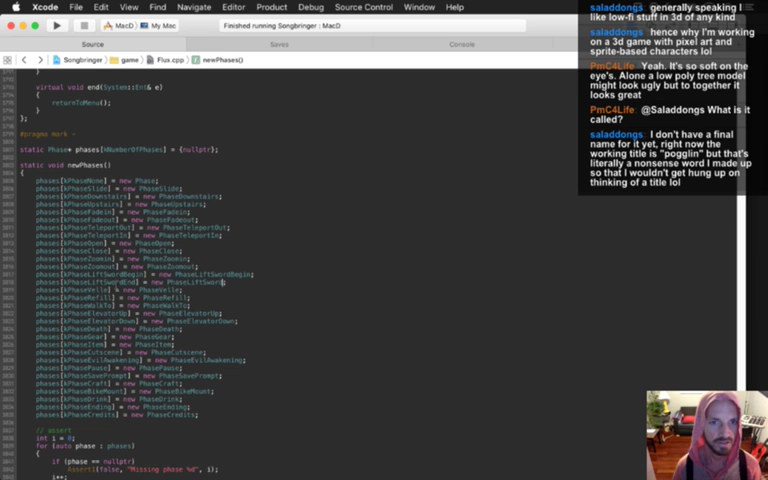 Xcode File Edit View Find Navigate Editor Product Debug Source Control Window
MacD My Mac
Finished running Songbringer : MacD
Source
Saves
Console
Songbringer game Flux.cpp newPhases()
}
virtual void end(System::Ent& e)
{
returnToMenu();
}
};
#pragma mark -
static Phase* phases[kNumberOfPhases] = {nullptr};
static void newPhases()
{
phases[kPhaseNone] = new Phase;
phases[kPhaseSlide] = new PhaseSlide;
phases[kPhaseDownstairs] = new PhaseDownstairs;
phases[kPhaseUpstairs] = new PhaseUpstairs;
phases[kPhaseFadein] = new PhaseFadein;
phases[kPhaseFadeout] = new PhaseFadeout;
phases[kPhaseTeleportOut] = new PhaseTeleportOut;
phases[kPhaseTeleportIn] = new PhaseTeleportIn;
phases[kPhaseOpen] = new PhaseOpen;
phases[kPhaseClose] = new PhaseClose;
phases[kPhaseZoomin] = new PhaseZoomin;
phases[kPhaseZoomout] = new PhaseZoomout;
phases[kPhaseLiftSwordBegin] = new PhaseLiftSwordBegin;
phases[kPhaseLiftSwordEnd] = new PhaseLiftSword;
phases[kPhaseVelle] = new PhaseVelle;
phases[kPhaseRefill] = new PhaseRefill;
phases[kPhaseWalkTo] = new PhaseWalkTo;
phases[kPhaseElevatorUp] = new PhaseElevatorUp;
phases[kPhaseElevatorDown] = new PhaseElevatorDown;
phases[kPhaseDeath] = new PhaseDeath;
phases[kPhaseGear] = new PhaseGear;
phases[kPhaseItem] = new PhaseItem;
phases[kPhaseCutscene] = new PhaseCutscene;
phases[kPhaseEvilAwakening] = new PhaseEvilAwakening;
phases[kPhasePause] = new PhasePause;
phases[kPhaseSavePrompt] = new PhaseSavePrompt;
phases[kPhaseCraft] = new PhaseCraft;
phases[kPhaseBikeMount] = new PhaseBikeMount;
phases[kPhaseDrink] = new PhaseDrink;
phases[kPhaseEnding] = new PhaseEnding;
phases[kPhaseCredits] = new PhaseCredits;
// assert
int i = 0;
for (auto phase : phases)
{
if (phase == nullptr)
Assert1(false, "Missing phase %d", i);
i++;
saladdongs: generally speaking I
like low-fi stuff in 3d of any kind
saladdongs: hence why I'm working
on a 3d game with pixel art and
sprite-based characters lol
PmC4Life: Yeah. It's so soft on the
eye's. Alone a low poly tree model
might look ugly but to together it
looks great
PmC4Life: @Saladdongs What is it
called?
saladdongs: I don't have a final
name for it yet, right now the
working title is "pogglin" but that's
literally a nonsense word I made up
so that I wouldn't get hung up on
thinking of a title lol